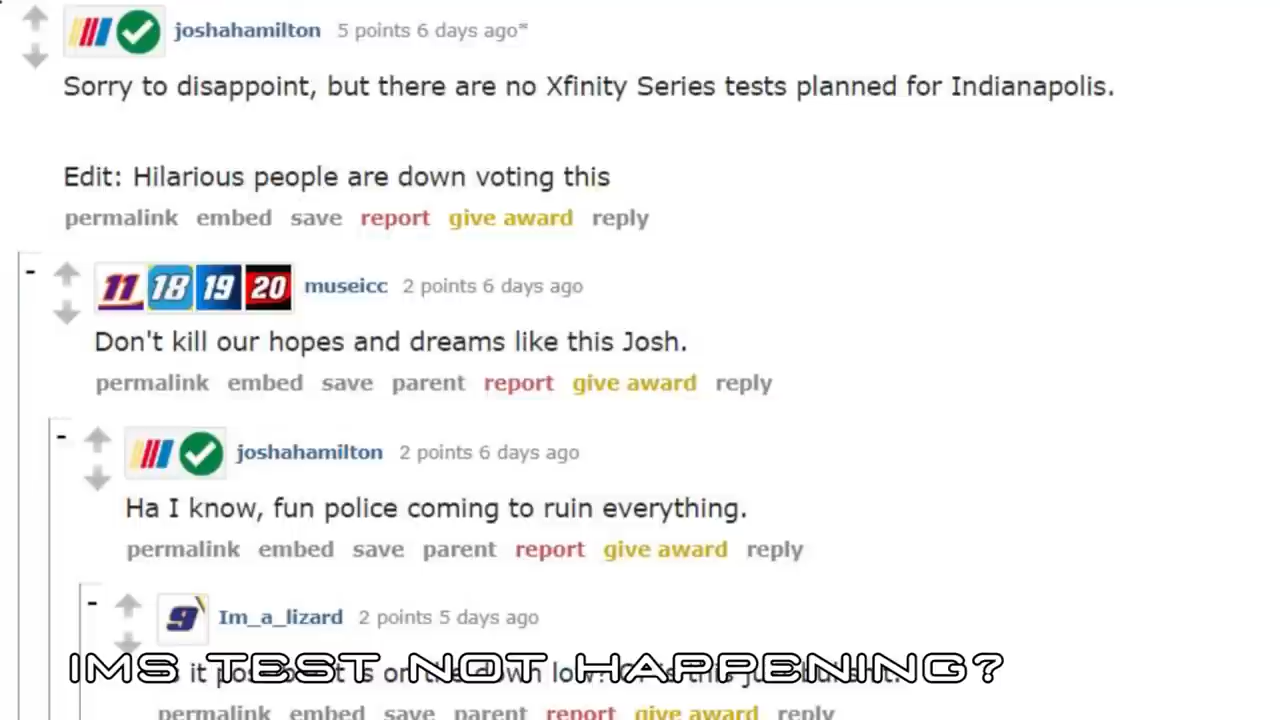 joshahamilton 5 points 6 days ago*
Sorry to disappoint, but there are no Xfinity Series tests planned for Indianapolis.
Edit: Hilarious people are down voting this
permalink embed save report give award reply
-
11 18 19 20 museicc 2 points 6 days ago
Don't kill our hopes and dreams like this Josh.
permalink embed save parent report give award reply
-
joshahamilton 2 points 6 days ago
Ha I know, fun police coming to ruin everything.
permalink embed save parent report give award reply
-
9 Im_a_lizard 2 points 5 days ago
IMS TEST NOT HAPPENING?
permalink embed save parent report give award reply